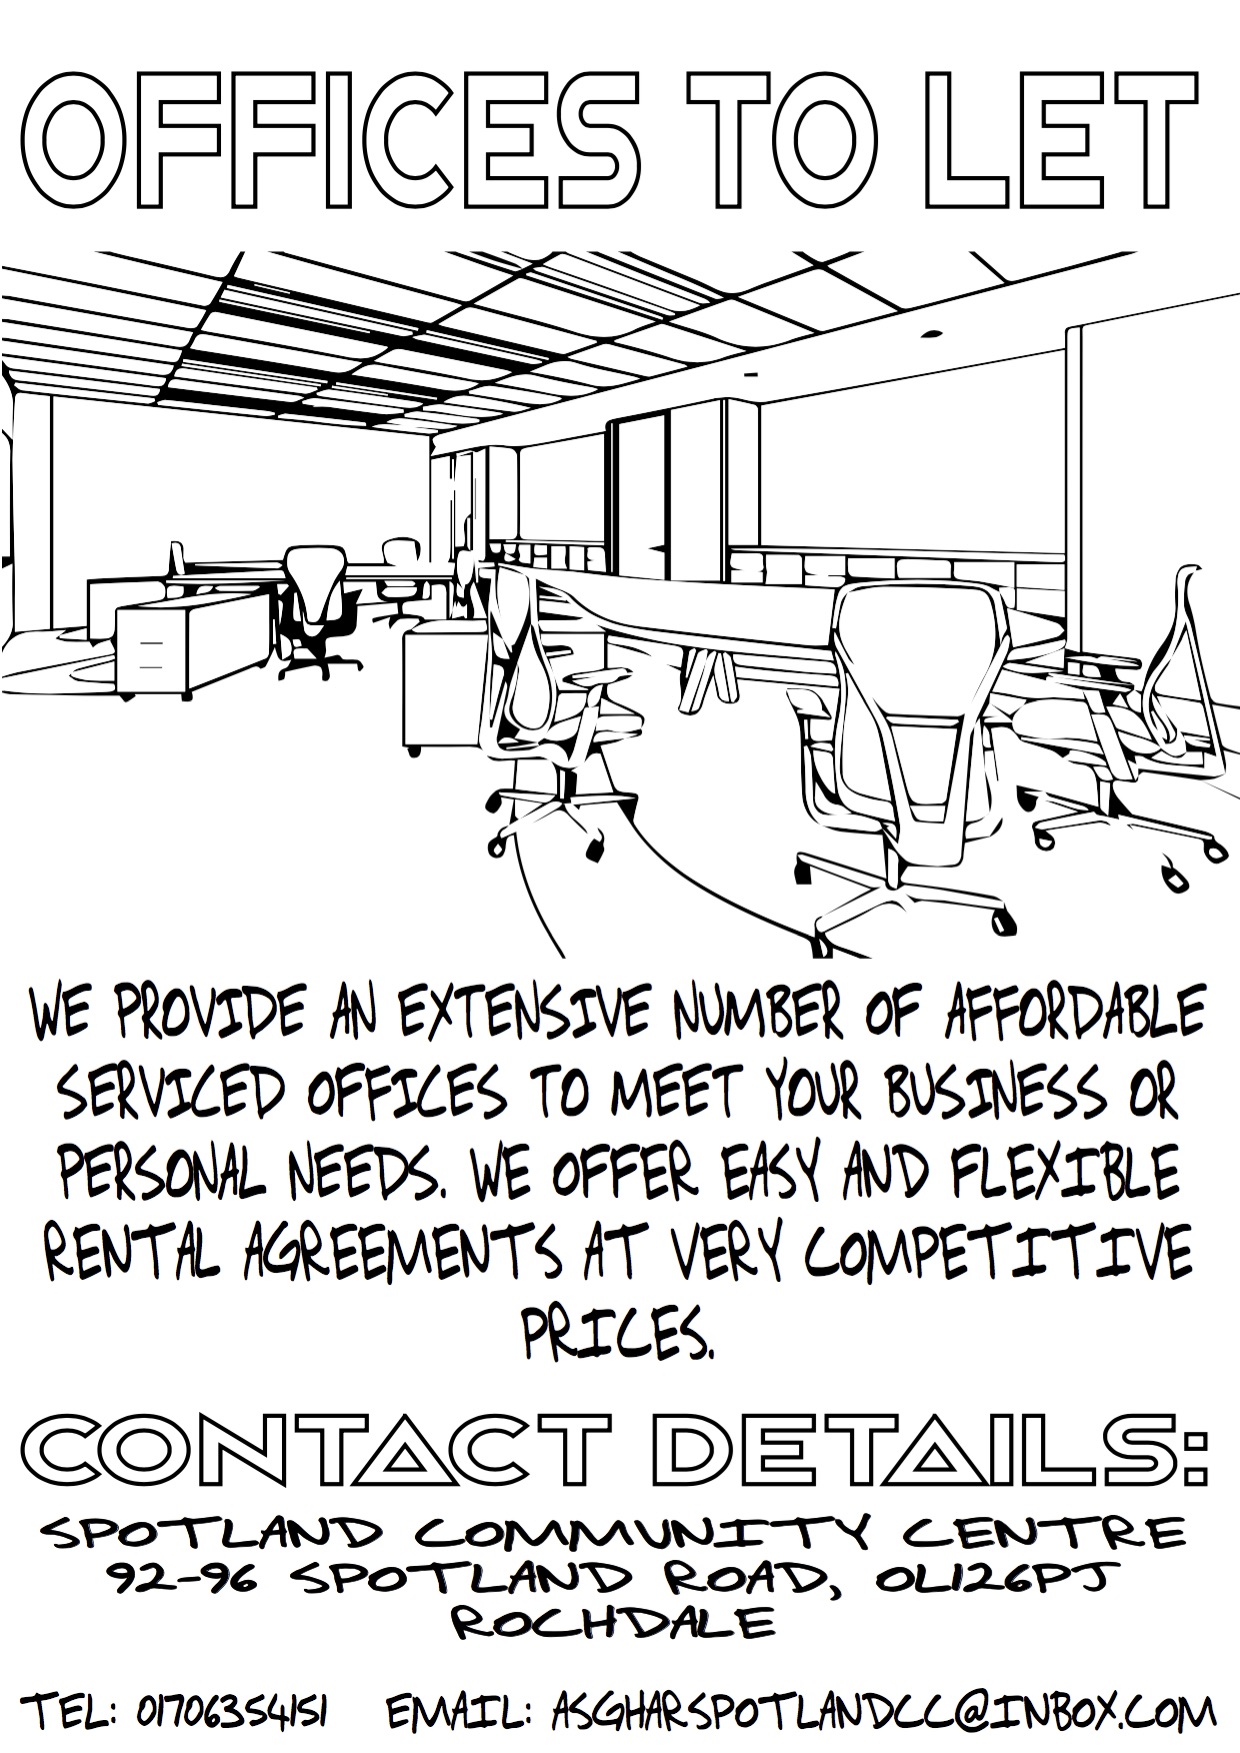 OFFICES TO LET
WE PROVIDE AN EXTENSIVE NUMBER OF AFFORDABLE
SERVICED OFFICES TO MEET YOUR BUSINESS OR
PERSONAL NEEDS. WE OFFER EASY AND FLEXIBLE
RENTAL AGREEMENTS AT VERY COMPETITIVE
PRICES.
CONTACT DETAILS:
SPOTLAND COMMUNITY CENTRE
92-96 SPOTLAND ROAD, OL126PJ
ROCHDALE
TEL: 01706354151 EMAIL: ASGHARSPOTLANDCC@INBOX.COM